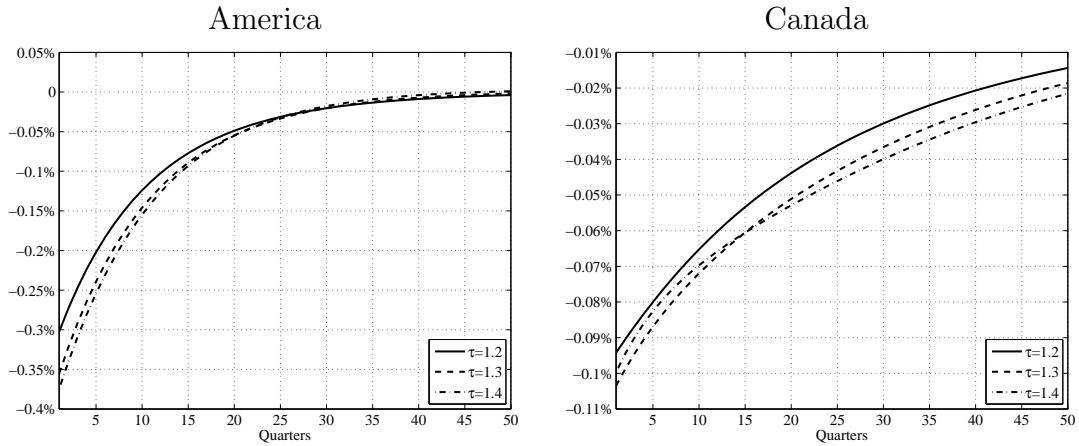 America
0.05%
0
−0.05%
−0.1%
−0.15%
−0.2%
−0.25%
−0.3%
−0.35%
−0.4%
5 10 15 20 25 30 35 40 45 50
Quarters
τ=1.2
τ=1.3
τ=1.4
Canada
−0.01%
−0.02%
−0.03%
−0.04%
−0.05%
−0.06%
−0.07%
−0.08%
−0.09%
−0.1%
−0.11%
5 10 15 20 25 30 35 40 45 50
Quarters
τ=1.2
τ=1.3
τ=1.4